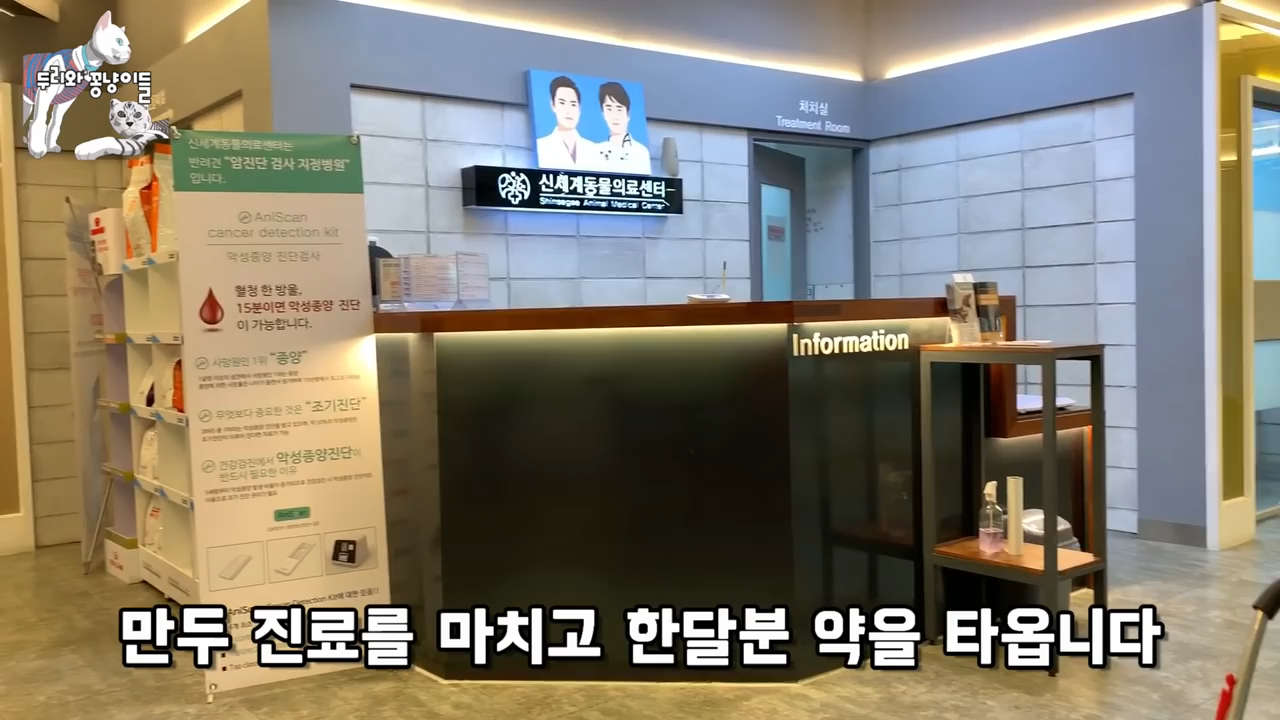 두리와 꽁냥이들
신세계동물의료센터는
반려견 "암진단 검사 지정병원"
입니다.
AniScan
cancer detection kit
악성종양 진단검사
혈청 한 방울,
15분이면 악성종양 진단
이 가능합니다.
사망원인 1위 "종양"
무엇보다 중요한 것은 "조기진단"
건강검진에서 악성종양진단이
반드시 필요한 이유
cancer detection kit
신세계동물의료센터
Shinsegae Animal Medical Center
처치실
Treatment Room
Information
만두 진료를 마치고 한달분 약을 타옵니다